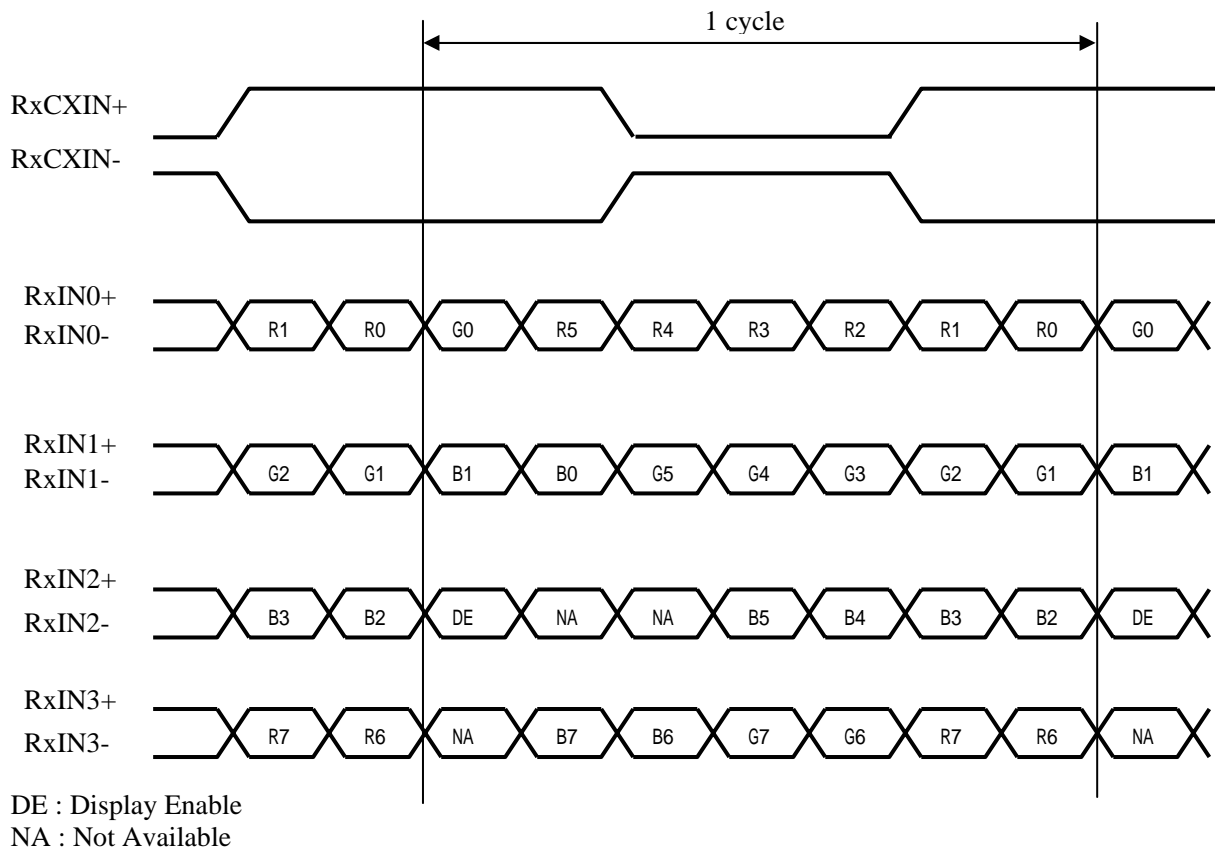 1 cycle
RxCXIN+
RxCXIN-
RxIN0+
RxIN0-
R1 R0 G0 R5 R4 R3 R2 R1 R0 G0
RxIN1+
RxIN1-
G2 G1 B1 B0 G5 G4 G3 G2 G1 B1
RxIN2+
RxIN2-
B3 B2 DE NA NA B5 B4 B3 B2 DE
RxIN3+
RxIN3-
R7 R6 NA B7 B6 G7 G6 R7 R6 NA
DE : Display Enable
NA : Not Available